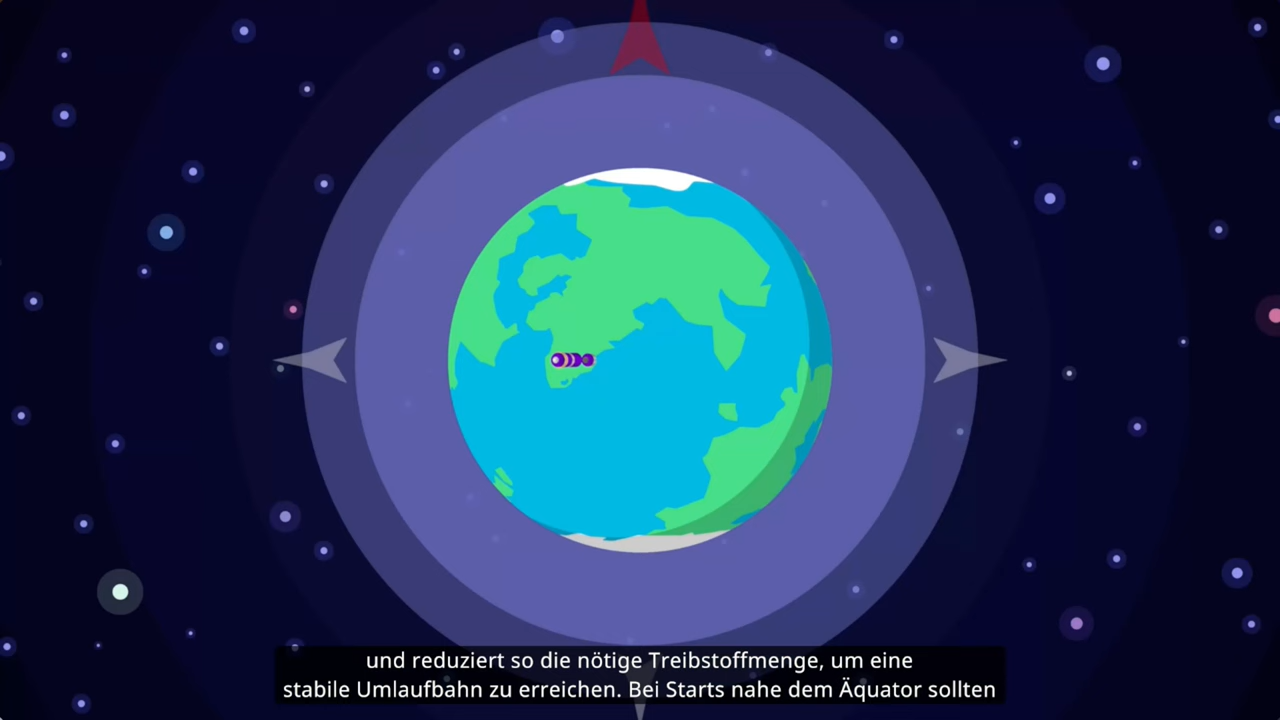 und reduziert so die nötige Treibstoffmenge, um eine
stabile Umlaufbahn zu erreichen. Bei Starts nahe dem Äquator sollten